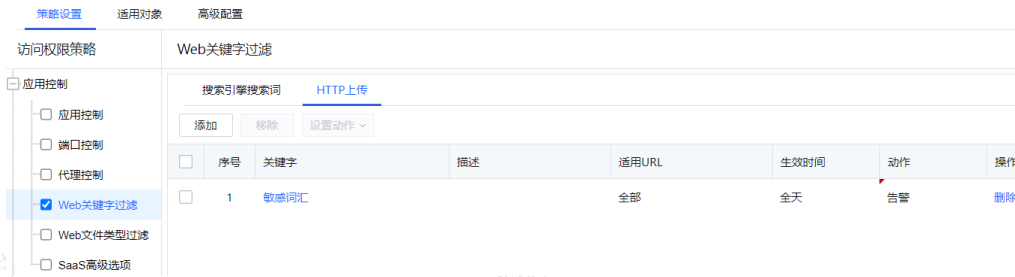 策略设置 适用对象 高级配置
访问权限策略
Web关键字过滤
应用控制
应用控制
端口控制
代理控制
Web关键字过滤
Web文件类型过滤
SaaS高级选项
搜索引擎搜索词 HTTP上传
添加 移除 设置动作
序号 关键字 描述 适用URL 生效时间 动作 操作
1 敏感词汇 全部 全天 告警 删除